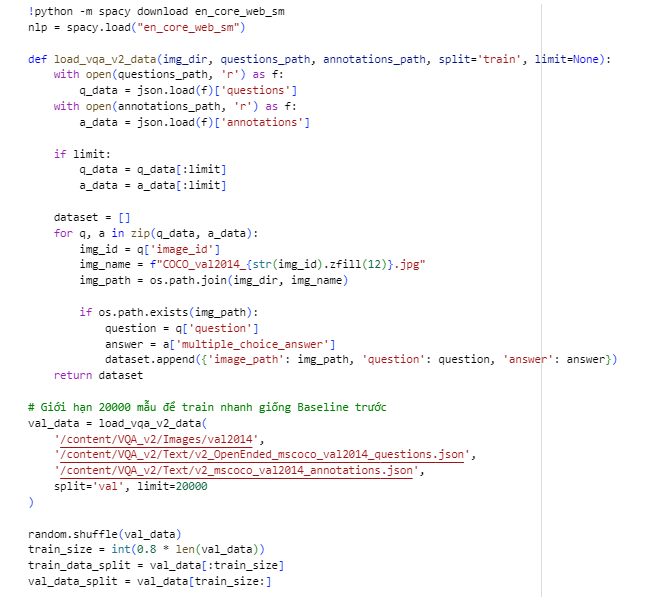 !python -m spacy download en_core_web_sm
nlp = spacy.load("en_core_web_sm")

def load_vqa_v2_data(img_dir, questions_path, annotations_path, split='train', limit=None):
    with open(questions_path, 'r') as f:
        q_data = json.load(f)['questions']
    with open(annotations_path, 'r') as f:
        a_data = json.load(f)['annotations']

    if limit:
        q_data = q_data[:limit]
        a_data = a_data[:limit]

    dataset = []
    for q, a in zip(q_data, a_data):
        img_id = q['image_id']
        img_name = f"COCO_val2014_{str(img_id).zfill(12)}.jpg"
        img_path = os.path.join(img_dir, img_name)

        if os.path.exists(img_path):
            question = q['question']
            answer = a['multiple_choice_answer']
            dataset.append({'image_path': img_path, 'question': question, 'answer': answer})
    return dataset

# Giới hạn 20000 mẫu để train nhanh giống Baseline trước
val_data = load_vqa_v2_data(
    '/content/VQA_v2/Images/val2014',
    '/content/VQA_v2/Text/v2_OpenEnded_mscoco_val2014_questions.json',
    '/content/VQA_v2/Text/v2_mscoco_val2014_annotations.json',
    split='val', limit=20000
)

random.shuffle(val_data)
train_size = int(0.8 * len(val_data))
train_data_split = val_data[:train_size]
val_data_split = val_data[train_size:]